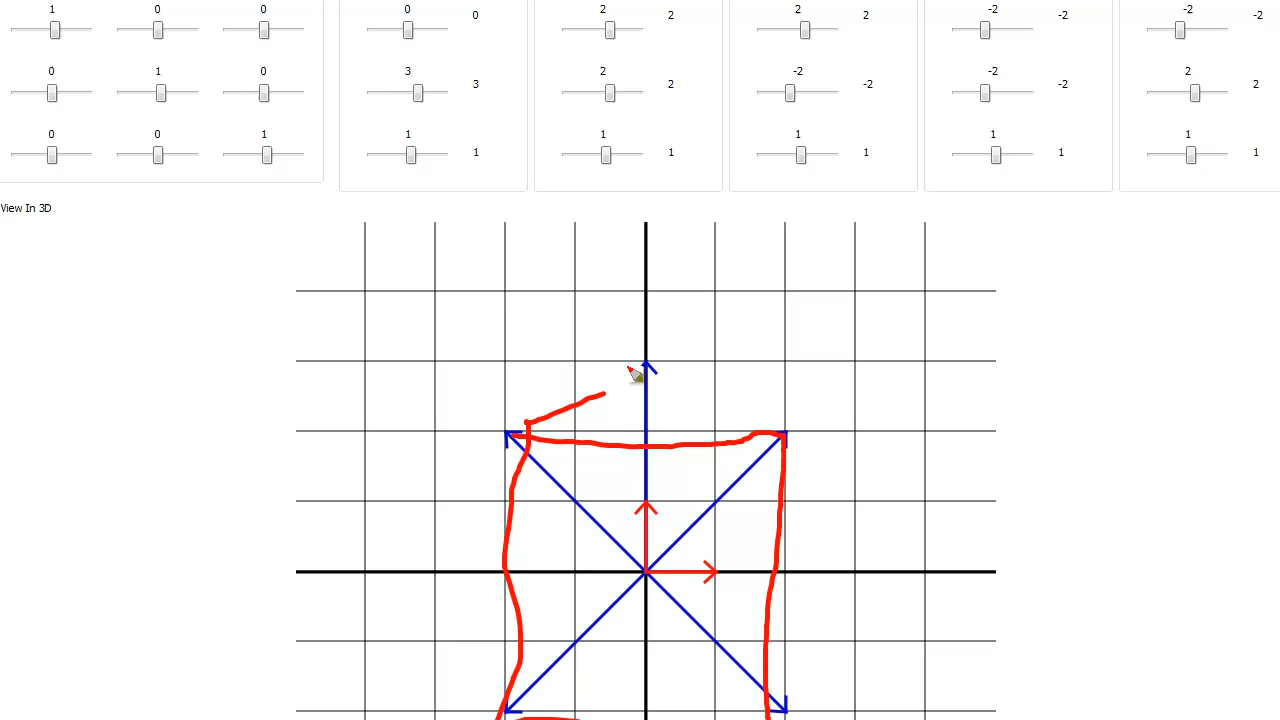 1 0 0 0 0 2 2 2 2 -2 -2 -2 -2
0 1 0 3 3 2 2 -2 -2 -2 -2 2 2
0 0 1 1 1 1 1 1 1 1 1 1 1
View In 3D